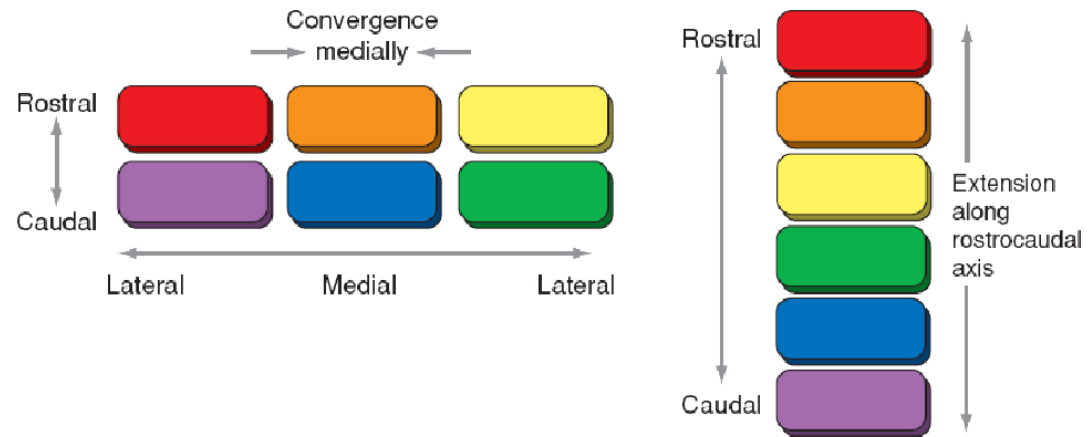 Convergence
medially
Rostral
Caudal
Lateral
Medial
Lateral
Rostral
Caudal
Extension
along
rostrocaudal
axis